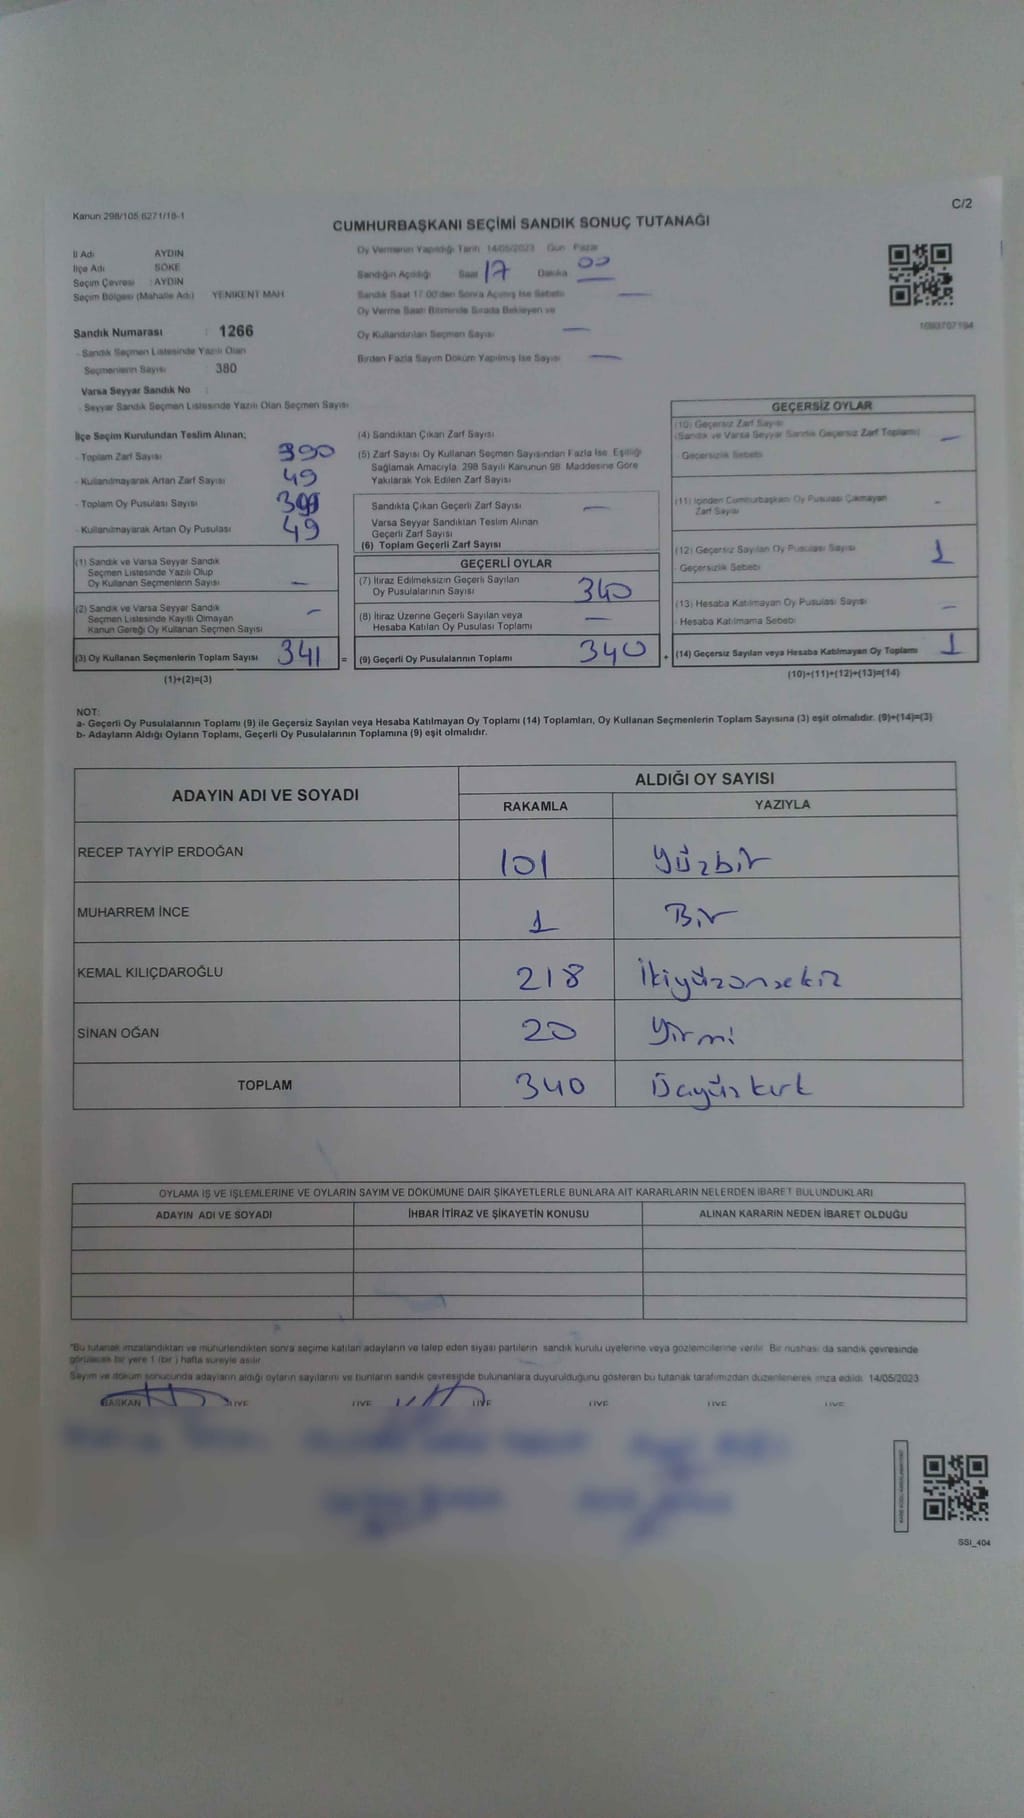 Kanun 298/105 6271/18-1
C/2
CUMHURBAŞKANI SEÇİMİ SANDIK SONUÇ TUTANAĞI
İl Adı AYDIN
İlçe Adı SÖKE
Seçim Çevresi : AYDIN
Seçim Bölgesi (Mahalle Adı) YENİKENT MAH
Sandık Numarası : 1266
- Sandık Seçmen Listesinde Yazılı Olan
Seçmenlerin Sayısı 380
Varsa Seyyar Sandık No :
- Seyyar Sandık Seçmen Listesinde Yazılı Olan Seçmen Sayısı
Oy Vermenin Yapıldığı Tarih 14/05/2023 Gün Pazar
Sandığın Açıldığı Saat 17 Dakika 00
Sandık Saat 17.00'den Sonra Açılmış İse Sebebi —
Oy Verme Saati Bitiminde Sırada Bekleyen ve
Oy Kullandırılan Seçmen Sayısı —
Birden Fazla Sayım Döküm Yapılmış İse Sayısı —
1093707194
İlçe Seçim Kurulundan Teslim Alınan;
- Toplam Zarf Sayısı 390
- Kullanılmayarak Artan Zarf Sayısı 49
- Toplam Oy Pusulası Sayısı
- Kullanılmayarak Artan Oy Pusulası 49
(1) Sandık ve Varsa Seyyar Sandık
Seçmen Listesinde Yazılı Olup
Oy Kullanan Seçmenlerin Sayısı —
(2) Sandık ve Varsa Seyyar Sandık
Seçmen Listesinde Kayıtlı Olmayan
Kanun Gereği Oy Kullanan Seçmen Sayısı —
(3) Oy Kullanan Seçmenlerin Toplam Sayısı 341 =
(1)+(2)=(3)
(4) Sandıktan Çıkan Zarf Sayısı
(5) Zarf Sayısı Oy Kullanan Seçmen Sayısından Fazla İse Eşitliği
Sağlamak Amacıyla 298 Sayılı Kanunun 98. Maddesine Göre
Yakılarak Yok Edilen Zarf Sayısı
Sandıkta Çıkan Geçerli Zarf Sayısı —
Varsa Seyyar Sandıktan Teslim Alınan
Geçerli Zarf Sayısı
(6) Toplam Geçerli Zarf Sayısı
GEÇERLİ OYLAR
(7) İtiraz Edilmeksizin Geçerli Sayılan
Oy Pusulalarının Sayısı 340
(8) İtiraz Üzerine Geçerli Sayılan veya
Hesaba Katılan Oy Pusulası Toplamı —
(9) Geçerli Oy Pusulalarının Toplamı 340 +
GEÇERSİZ OYLAR
(10) Geçersiz Zarf Sayısı
(Sandık ve Varsa Seyyar Sandık Geçersiz Zarf Toplamı) —
Geçersizlik Sebebi
(11) İçinden Cumhurbaşkanı Oy Pusulası Çıkmayan
Zarf Sayısı -
(12) Geçersiz Sayılan Oy Pusulası Sayısı 1
- Geçersizlik Sebebi
(13) Hesaba Katılmayan Oy Pusulası Sayısı —
- Hesaba Katılmama Sebebi
(14) Geçersiz Sayılan veya Hesaba Katılmayan Oy Toplamı 1
(10)+(11)+(12)+(13)=(14)
NOT:
a- Geçerli Oy Pusulalarının Toplamı (9) ile Geçersiz Sayılan veya Hesaba Katılmayan Oy Toplamı (14) Toplamları, Oy Kullanan Seçmenlerin Toplam Sayısına (3) eşit olmalıdır. (9)+(14)=(3)
b- Adayların Aldığı Oyların Toplamı, Geçerli Oy Pusulalarının Toplamına (9) eşit olmalıdır.
ADAYIN ADI VE SOYADI
ALDIĞI OY SAYISI
RAKAMLA YAZIYLA
RECEP TAYYİP ERDOĞAN 101 Yüzbir
MUHARREM İNCE 1 Bir
KEMAL KILIÇDAROĞLU 218 İkiyüzonsekiz
SİNAN OĞAN 20 Yirmi
TOPLAM 340 Üçyüz kırk
OYLAMA İŞ VE İŞLEMLERİNE VE OYLARIN SAYIM VE DÖKÜMÜNE DAİR ŞİKAYETLERLE BUNLARA AİT KARARLARIN NELERDEN İBARET BULUNDUKLARI
ADAYIN ADI VE SOYADI İHBAR İTİRAZ VE ŞİKAYETİN KONUSU ALINAN KARARIN NEDEN İBARET OLDUĞU
*Bu tutanak imzalandıktan ve mühürlendikten sonra seçime katılan adayların ve talep eden siyasi partilerin sandık kurulu üyelerine veya gözlemcilerine verilir. Bir nüshası da sandık çevresinde
görülecek bir yere 1 (bir ) hafta süreyle asılır.
Sayım ve döküm sonucunda adayların aldığı oyların sayılarını ve bunların sandık çevresinde bulunanlara duyurulduğunu gösteren bu tutanak tarafımızdan düzenlenerek imza edildi. 14/05/2023
BAŞKAN ÜYE ÜYE ÜYE ÜYE ÜYE ÜYE
SSI_404